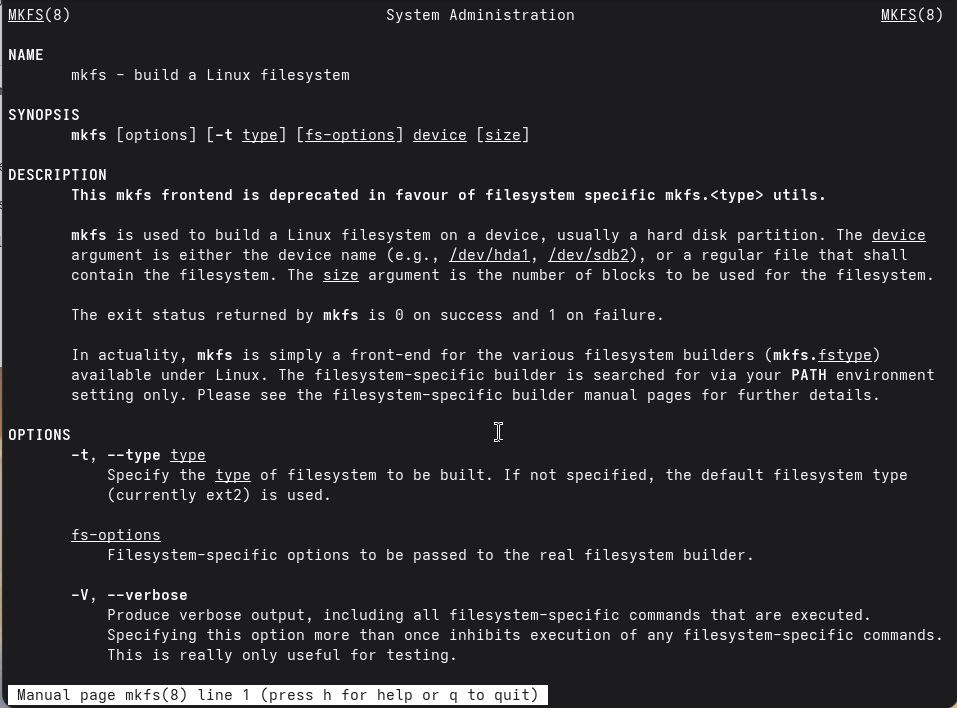 MKFS(8) System Administration MKFS(8)
NAME
mkfs - build a Linux filesystem
SYNOPSIS
mkfs [options] [-t type] [fs-options] device [size]
DESCRIPTION
This mkfs frontend is deprecated in favour of filesystem specific mkfs.<type> utils.
mkfs is used to build a Linux filesystem on a device, usually a hard disk partition. The device
argument is either the device name (e.g., /dev/hda1, /dev/sdb2), or a regular file that shall
contain the filesystem. The size argument is the number of blocks to be used for the filesystem.
The exit status returned by mkfs is 0 on success and 1 on failure.
In actuality, mkfs is simply a front-end for the various filesystem builders (mkfs.fstype)
available under Linux. The filesystem-specific builder is searched for via your PATH environment
setting only. Please see the filesystem-specific builder manual pages for further details.
OPTIONS
-t, --type type
Specify the type of filesystem to be built. If not specified, the default filesystem type
(currently ext2) is used.
fs-options
Filesystem-specific options to be passed to the real filesystem builder.
-V, --verbose
Produce verbose output, including all filesystem-specific commands that are executed.
Specifying this option more than once inhibits execution of any filesystem-specific commands.
This is really only useful for testing.
Manual page mkfs(8) line 1 (press h for help or q to quit)